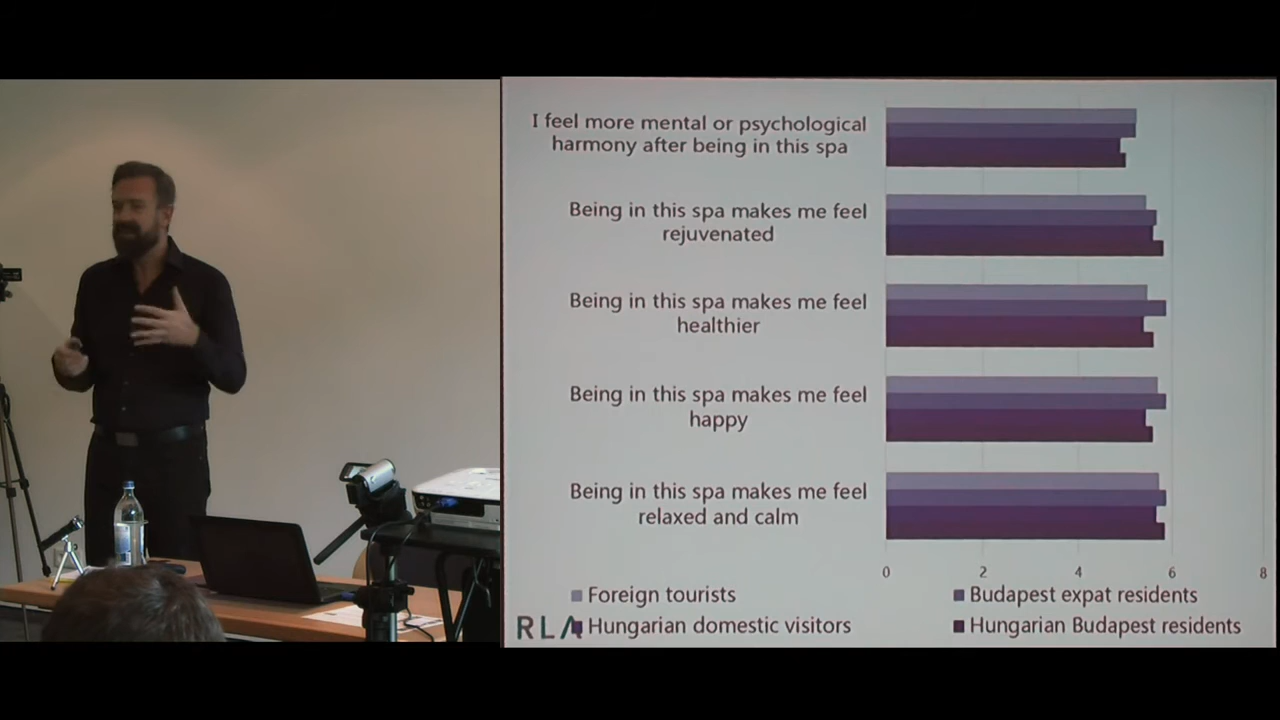 I feel more mental or psychological
harmony after being in this spa
Being in this spa makes me feel
rejuvenated
Being in this spa makes me feel
healthier
Being in this spa makes me feel
happy
Being in this spa makes me feel
relaxed and calm
0 2 4 6 8
Foreign tourists
Budapest expat residents
Hungarian domestic visitors
Hungarian Budapest residents
RLA